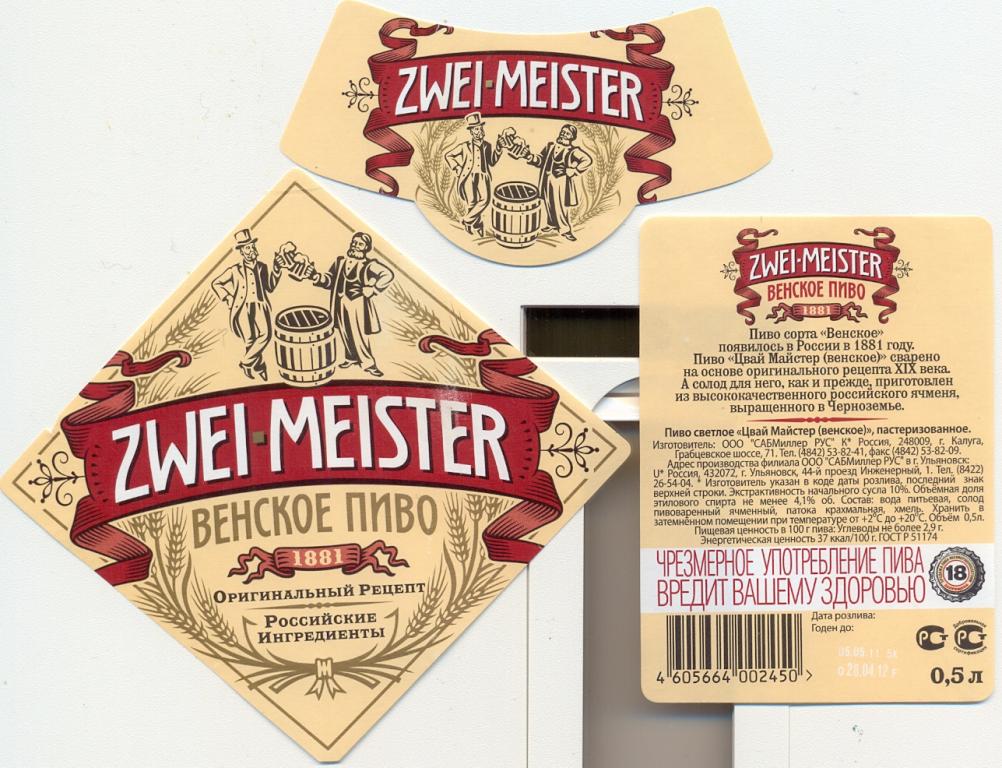 ZWEI·MEISTER
ZWEI·MEISTER
ВЕНСКОЕ ПИВО
1881
Оригинальный Рецепт
Российские
Ингредиенты
ZWEI·MEISTER
ВЕНСКОЕ ПИВО
1881
Пиво сорта «Венское»
появилось в России в 1881 году.
Пиво «Цвай Майстер (венское)» сварено
на основе оригинального рецепта XIX века.
А солод для него, как и прежде, приготовлен
из высококачественного российского ячменя,
выращенного в Черноземье.
Пиво светлое «Цвай Майстер (венское)», пастеризованное.
Изготовитель: ООО "САБМиллер РУС" К* Россия, 248009, г. Калуга,
Грабцевское шоссе, 71. Тел. (4842) 53-82-41, факс (4842) 53-82-09.
Адрес производства филиала ООО "САБМиллер РУС" в г. Ульяновск:
U* Россия, 432072, г. Ульяновск, 44-й проезд Инженерный, 1. Тел. (8422)
26-54-04. * Изготовитель указан в коде даты розлива, последний знак
верхней строки. Экстрактивность начального сусла 10%. Объёмная доля
этилового спирта не менее 4,1% об. Состав: вода питьевая, солод
пивоваренный ячменный, патока крахмальная, хмель. Хранить в
затемнённом помещении при температуре от +2°С до +20°С. Объём 0,5л.
Пищевая ценность в 100 г пива: Углеводы не более 2,9 г.
Энергетическая ценность 37 ккал/100 г. ГОСТ Р 51174
ЧРЕЗМЕРНОЕ УПОТРЕБЛЕНИЕ ПИВА
ВРЕДИТ ВАШЕМУ ЗДОРОВЬЮ
18
Дата розлива:
Годен до:
05.05.11
28.04.12
Добровольная
сертификация
4 605664 002450 >
0,5 л